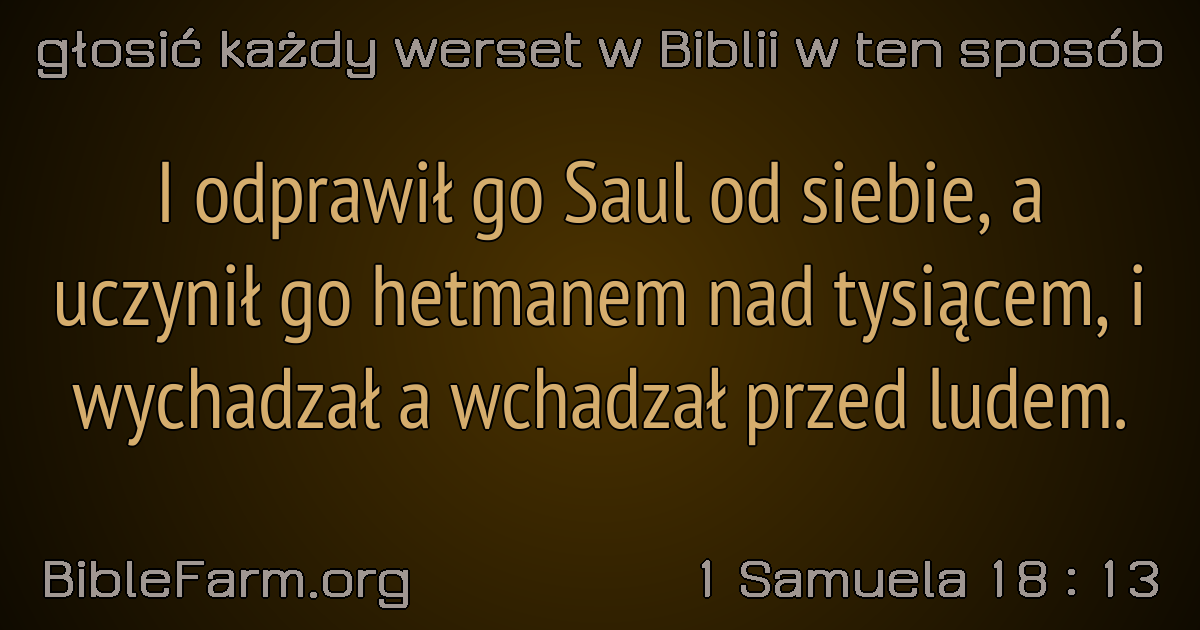 głosić każdy werset w Biblii w ten sposób
I odprawił go Saul od siebie, a
uczynił go hetmanem nad tysiącem, i
wychadzał a wchadzał przed ludem.
BibleFarm.org
1 Samuela 18 : 13